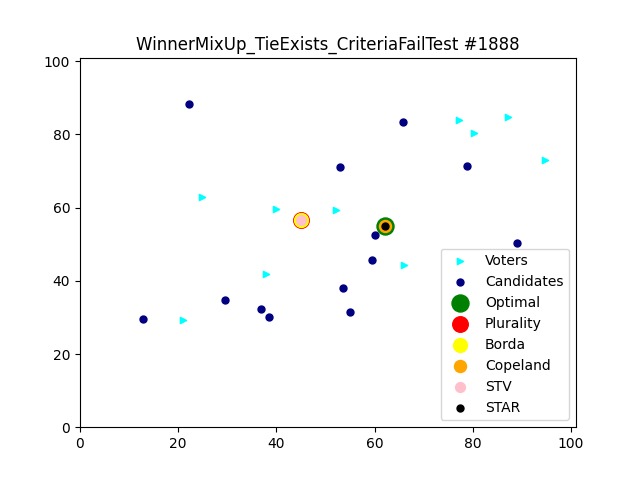 WinnerMixUp_TieExists_CriteriaFailTest #1888
100
80
60
40
20
0
0 20 40 60 80 100
Voters
Candidates
Optimal
Plurality
Borda
Copeland
STV
STAR